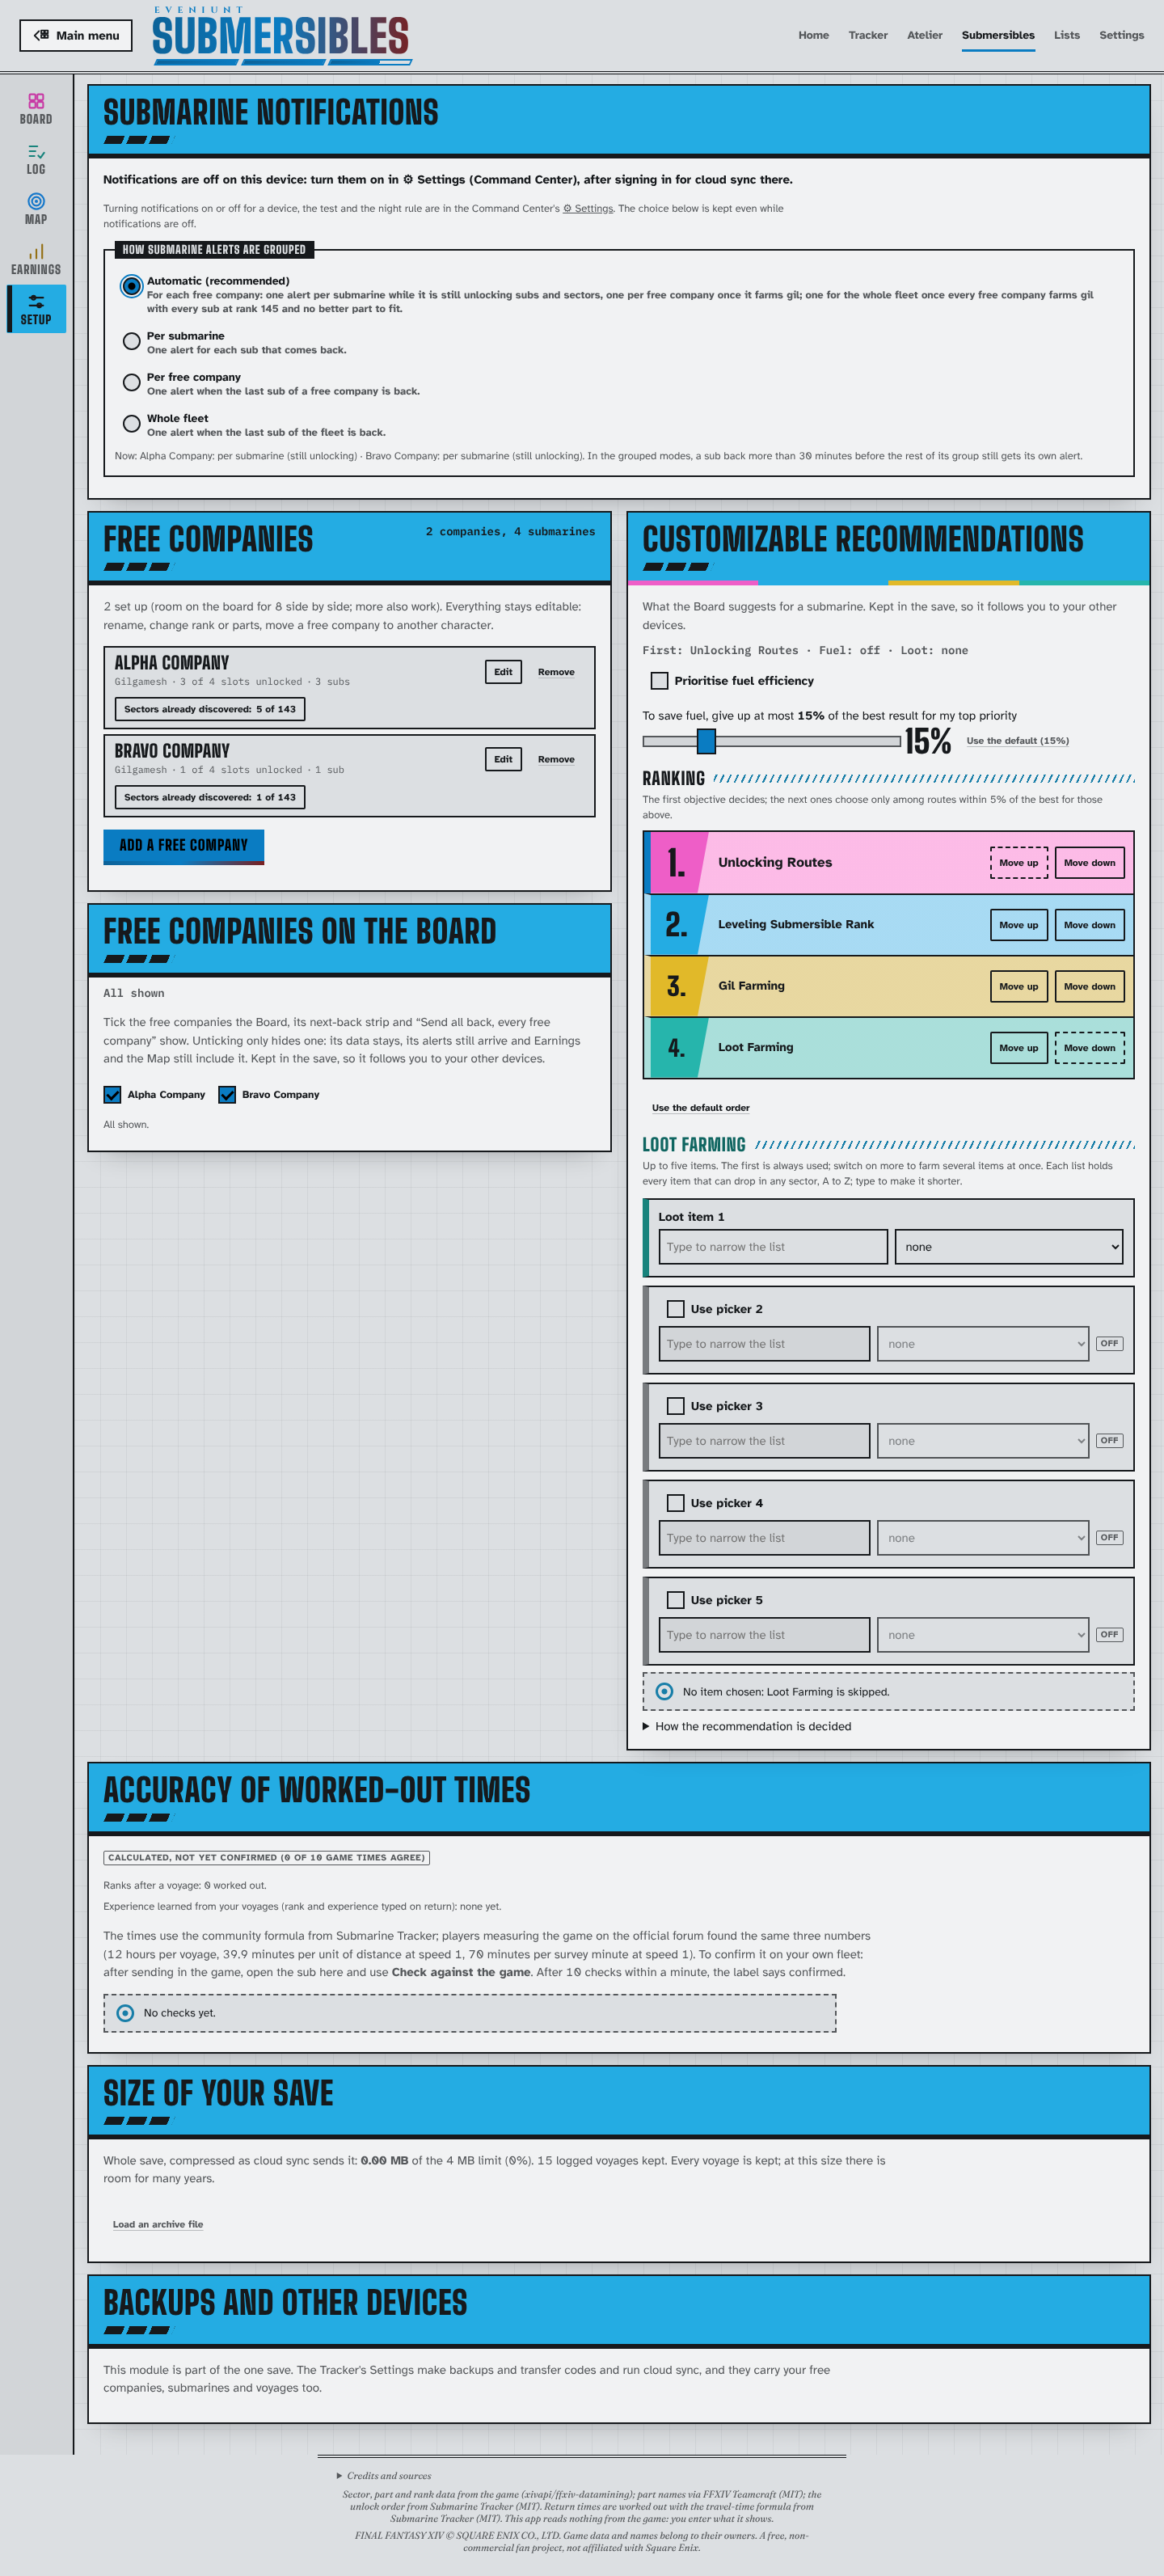 Main menu
EVENIUNT
SUBMERSIBLES
Home
Tracker
Atelier
Submersibles
Lists
Settings
BOARD
LOG
MAP
EARNINGS
SETUP
SUBMARINE NOTIFICATIONS
Notifications are off on this device: turn them on in ⚙ Settings (Command Center), after signing in for cloud sync there.
Turning notifications on or off for a device, the test and the night rule are in the Command Center's ⚙ Settings. The choice below is kept even while
notifications are off.
HOW SUBMARINE ALERTS ARE GROUPED
Automatic (recommended)
For each free company: one alert per submarine while it is still unlocking subs and sectors, one per free company once it farms gil; one for the whole fleet once every free company farms gil
with every sub at rank 145 and no better part to fit.
Per submarine
One alert for each sub that comes back.
Per free company
One alert when the last sub of a free company is back.
Whole fleet
One alert when the last sub of the fleet is back.
Now: Alpha Company: per submarine (still unlocking) · Bravo Company: per submarine (still unlocking). In the grouped modes, a sub back more than 30 minutes before the rest of its group still gets its own alert.
FREE COMPANIES
2 companies, 4 submarines
2 set up (room on the board for 8 side by side; more also work). Everything stays editable:
rename, change rank or parts, move a free company to another character.
ALPHA COMPANY
Gilgamesh · 3 of 4 slots unlocked · 3 subs
Edit
Remove
Sectors already discovered: 5 of 143
BRAVO COMPANY
Gilgamesh · 1 of 4 slots unlocked · 1 sub
Edit
Remove
Sectors already discovered: 1 of 143
ADD A FREE COMPANY
FREE COMPANIES ON THE BOARD
All shown
Tick the free companies the Board, its next-back strip and “Send all back, every free
company” show. Unticking only hides one: its data stays, its alerts still arrive and Earnings
and the Map still include it. Kept in the save, so it follows you to your other devices.
Alpha Company
Bravo Company
All shown.
CUSTOMIZABLE RECOMMENDATIONS
What the Board suggests for a submarine. Kept in the save, so it follows you to your other
devices.
First: Unlocking Routes · Fuel: off · Loot: none
Prioritise fuel efficiency
To save fuel, give up at most 15% of the best result for my top priority
15%
Use the default (15%)
RANKING
The first objective decides; the next ones choose only among routes within 5% of the best for those
above.
1.
Unlocking Routes
Move up
Move down
2.
Leveling Submersible Rank
Move up
Move down
3.
Gil Farming
Move up
Move down
4.
Loot Farming
Move up
Move down
Use the default order
LOOT FARMING
Up to five items. The first is always used; switch on more to farm several items at once. Each list holds
every item that can drop in any sector, A to Z; type to make it shorter.
Loot item 1
Type to narrow the list
none
Use picker 2
Type to narrow the list
none
OFF
Use picker 3
Type to narrow the list
none
OFF
Use picker 4
Type to narrow the list
none
OFF
Use picker 5
Type to narrow the list
none
OFF
No item chosen: Loot Farming is skipped.
How the recommendation is decided
ACCURACY OF WORKED-OUT TIMES
CALCULATED, NOT YET CONFIRMED (0 OF 10 GAME TIMES AGREE)
Ranks after a voyage: 0 worked out.
Experience learned from your voyages (rank and experience typed on return): none yet.
The times use the community formula from Submarine Tracker; players measuring the game on the official forum found the same three numbers
(12 hours per voyage, 39.9 minutes per unit of distance at speed 1, 70 minutes per survey minute at speed 1). To confirm it on your own fleet:
after sending in the game, open the sub here and use Check against the game. After 10 checks within a minute, the label says confirmed.
No checks yet.
SIZE OF YOUR SAVE
Whole save, compressed as cloud sync sends it: 0.00 MB of the 4 MB limit (0%). 15 logged voyages kept. Every voyage is kept; at this size there is
room for many years.
Load an archive file
BACKUPS AND OTHER DEVICES
This module is part of the one save. The Tracker's Settings make backups and transfer codes and run cloud sync, and they carry your free
companies, submarines and voyages too.
Credits and sources
Sector, part and rank data from the game (xivapi/ffxiv-datamining); part names via FFXIV Teamcraft (MIT); the
unlock order from Submarine Tracker (MIT). Return times are worked out with the travel-time formula from
Submarine Tracker (MIT). This app reads nothing from the game: you enter what it shows.
FINAL FANTASY XIV © SQUARE ENIX CO., LTD. Game data and names belong to their owners. A free, non-
commercial fan project, not affiliated with Square Enix.